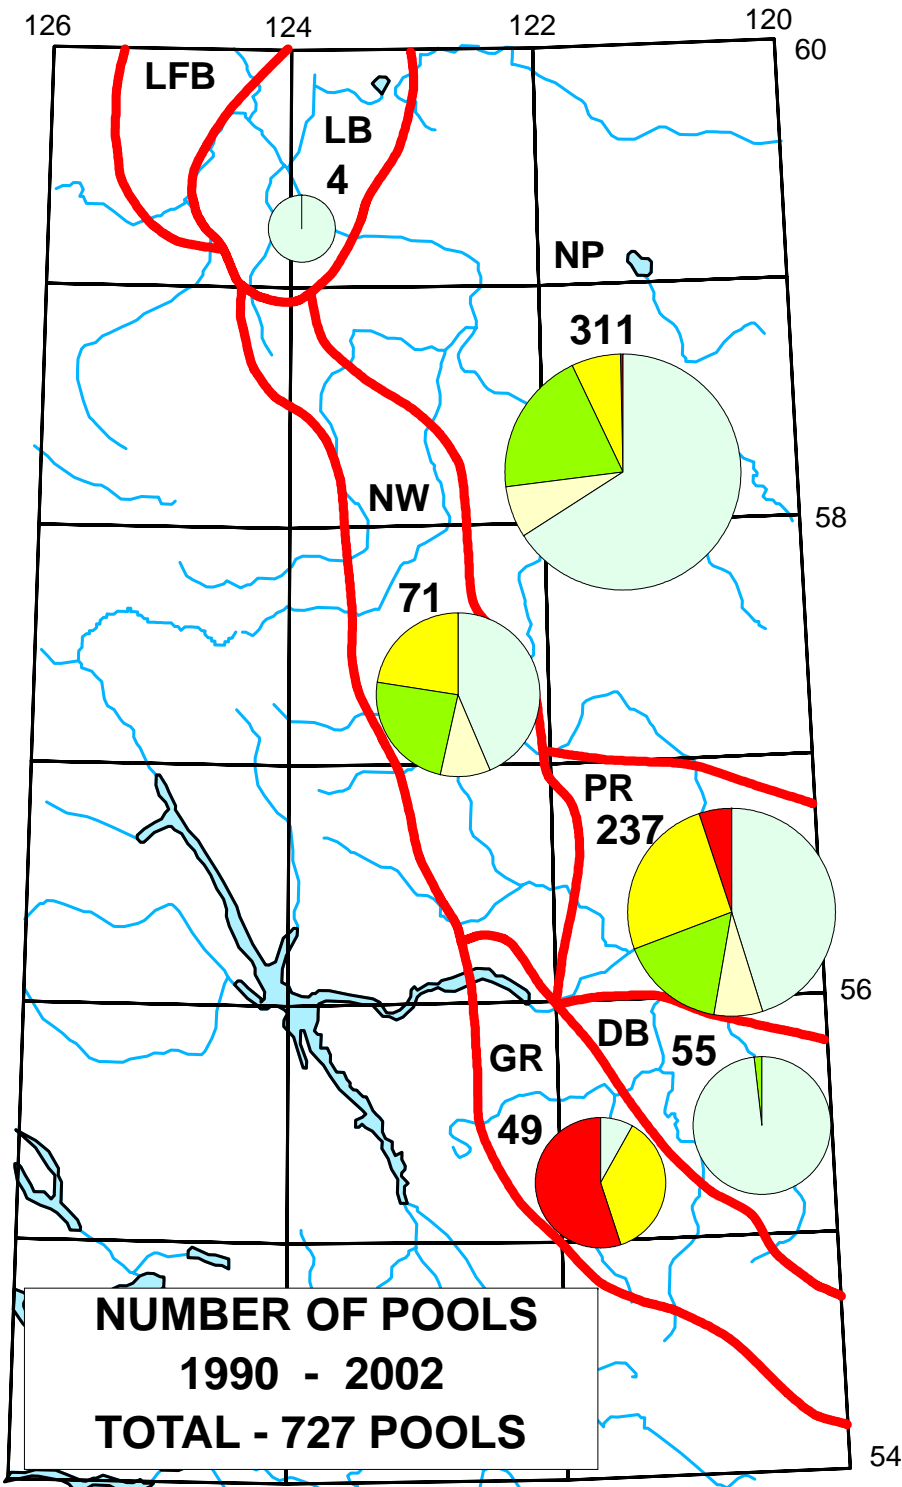 126
124
122
120
60
LFB
LB
4
NP
311
NW
58
71
PR
237
56
DB
55
GR
49
NUMBER OF POOLS
1990 - 2002
TOTAL - 727 POOLS
54